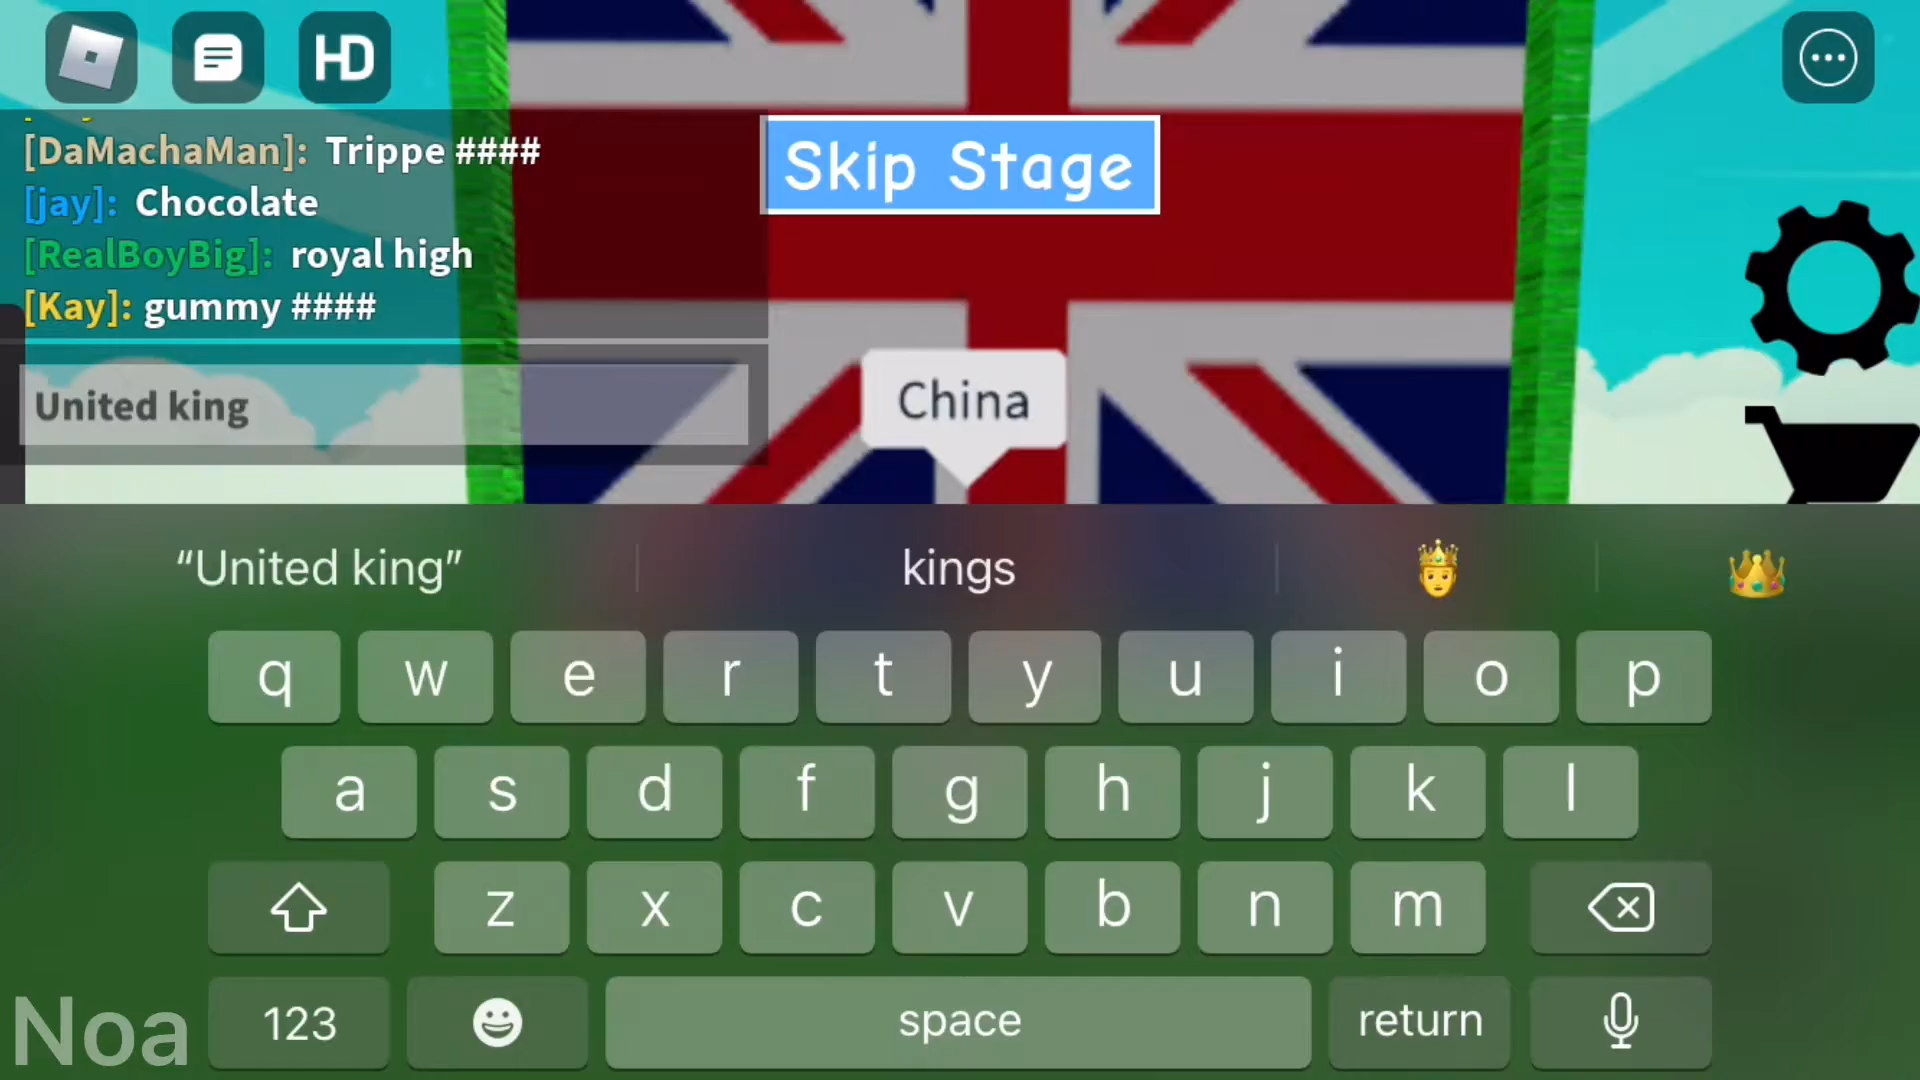 HD
[DaMachaMan]: Trippe ####
[jay]: Chocolate
[RealBoyBig]: royal high
[Kay]: gummy ####
Skip Stage
United king
China
“United king”
kings
q w e r t y u i o p
a s d f g h j k l
z x c v b n m
123
space
return
Noa